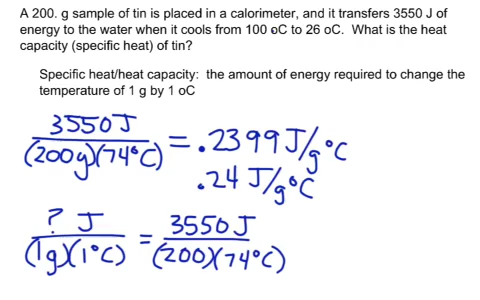 A 200. g sample of tin is placed in a calorimeter, and it transfers 3550 J of
energy to the water when it cools from 100 oC to 26 oC.  What is the heat
capacity (specific heat) of tin?
Specific heat/heat capacity:  the amount of energy required to change the
temperature of 1 g by 1 oC
3550J / (200g)(74°C) = .2399 J/g°C
.24 J/g°C
? J / (1g)(1°C) = 3550J / (200)(74°C)